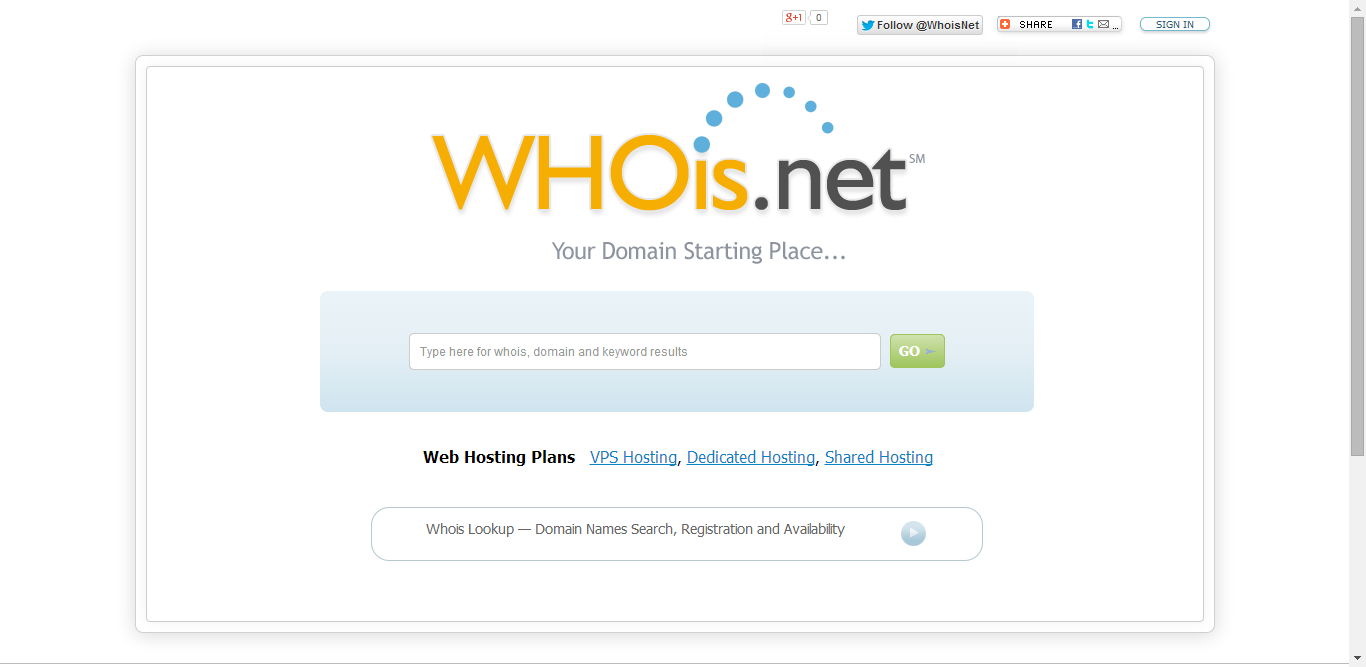 g+1 0
Follow @WhoisNet
SHARE ...
SIGN IN
WHOis.net SM
Your Domain Starting Place...
Type here for whois, domain and keyword results
GO
Web Hosting Plans VPS Hosting, Dedicated Hosting, Shared Hosting
Whois Lookup — Domain Names Search, Registration and Availability